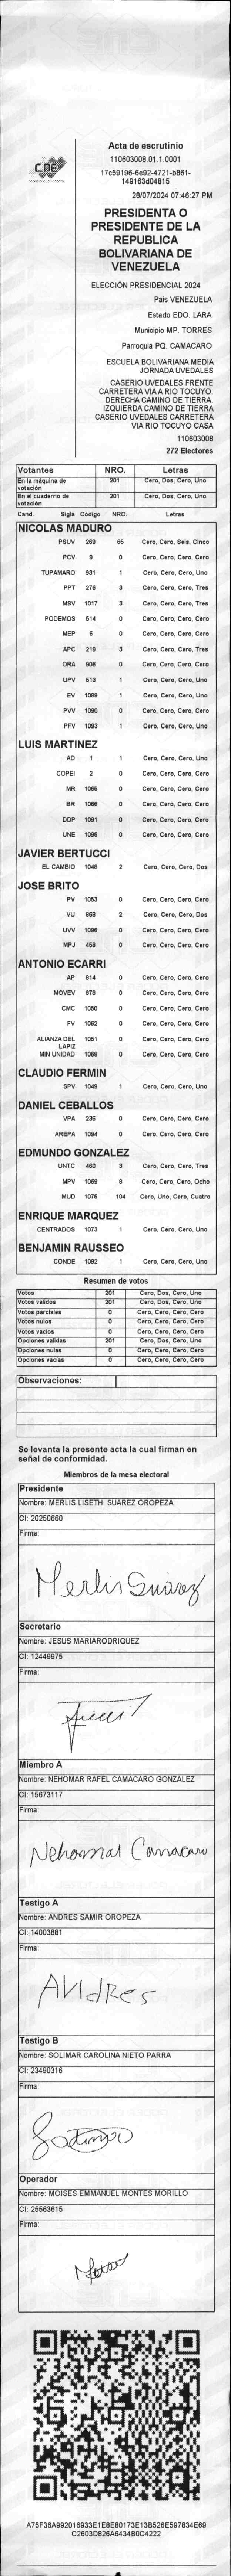 Acta de escrutinio
110603008.01.1.0001
17c59196-6e92-4721-b861-
149163d04815
28/07/2024 07:46:27 PM
CNE
PRESIDENTA O
PRESIDENTE DE LA
REPUBLICA
BOLIVARIANA DE
VENEZUELA
ELECCIÓN PRESIDENCIAL 2024
Pais VENEZUELA
Estado EDO. LARA
Municipio MP. TORRES
Parroquia PQ. CAMACARO
ESCUELA BOLIVARIANA MEDIA
JORNADA UVEDALES
CASERIO UVEDALES FRENTE
CARRETERA VIA A RIO TOCUYO.
DERECHA CAMINO DE TIERRA.
IZQUIERDA CAMINO DE TIERRA
CASERIO UVEDALES CARRETERA
VIA RIO TOCUYO CASA
110603008
272 Electores
Votantes NRO. Letras
En la máquina de votación 201 Cero, Dos, Cero, Uno
En el cuaderno de votación 201 Cero, Dos, Cero, Uno
Cand. Sigla Código NRO. Letras
NICOLAS MADURO
PSUV 269 65 Cero, Cero, Seis, Cinco
PCV 9 0 Cero, Cero, Cero, Cero
TUPAMARO 931 1 Cero, Cero, Cero, Uno
PPT 276 3 Cero, Cero, Cero, Tres
MSV 1017 3 Cero, Cero, Cero, Tres
PODEMOS 514 0 Cero, Cero, Cero, Cero
MEP 6 0 Cero, Cero, Cero, Cero
APC 219 3 Cero, Cero, Cero, Tres
ORA 906 0 Cero, Cero, Cero, Cero
UPV 513 1 Cero, Cero, Cero, Uno
EV 1089 1 Cero, Cero, Cero, Uno
PVV 1090 0 Cero, Cero, Cero, Cero
PFV 1093 1 Cero, Cero, Cero, Uno
LUIS MARTINEZ
AD 1 1 Cero, Cero, Cero, Uno
COPEI 2 0 Cero, Cero, Cero, Cero
MR 1065 0 Cero, Cero, Cero, Cero
BR 1066 0 Cero, Cero, Cero, Cero
DDP 1091 0 Cero, Cero, Cero, Cero
UNE 1095 0 Cero, Cero, Cero, Cero
JAVIER BERTUCCI
EL CAMBIO 1048 2 Cero, Cero, Cero, Dos
JOSE BRITO
PV 1053 0 Cero, Cero, Cero, Cero
VU 868 2 Cero, Cero, Cero, Dos
UVV 1096 0 Cero, Cero, Cero, Cero
MPJ 458 0 Cero, Cero, Cero, Cero
ANTONIO ECARRI
AP 814 0 Cero, Cero, Cero, Cero
MOVEV 978 0 Cero, Cero, Cero, Cero
CMC 1050 0 Cero, Cero, Cero, Cero
FV 1062 0 Cero, Cero, Cero, Cero
ALIANZA DEL LAPIZ 1051 0 Cero, Cero, Cero, Cero
MIN UNIDAD 1068 0 Cero, Cero, Cero, Cero
CLAUDIO FERMIN
SPV 1049 1 Cero, Cero, Cero, Uno
DANIEL CEBALLOS
VPA 236 0 Cero, Cero, Cero, Cero
AREPA 1094 0 Cero, Cero, Cero, Cero
EDMUNDO GONZALEZ
UNTC 460 3 Cero, Cero, Cero, Tres
MPV 1069 8 Cero, Cero, Cero, Ocho
MUD 1076 104 Cero, Uno, Cero, Cuatro
ENRIQUE MARQUEZ
CENTRADOS 1073 1 Cero, Cero, Cero, Uno
BENJAMIN RAUSSEO
CONDE 1092 1 Cero, Cero, Cero, Uno
Resumen de votos
Votos 201 Cero, Dos, Cero, Uno
Votos validos 201 Cero, Dos, Cero, Uno
Votos parciales 0 Cero, Cero, Cero, Cero
Votos nulos 0 Cero, Cero, Cero, Cero
Votos vacios 0 Cero, Cero, Cero, Cero
Opciones validas 201 Cero, Dos, Cero, Uno
Opciones nulas 0 Cero, Cero, Cero, Cero
Opciones vacias 0 Cero, Cero, Cero, Cero
Observaciones:
Se levanta la presente acta la cual firman en
señal de conformidad.
Miembros de la mesa electoral
Presidente
Nombre: MERLIS LISETH SUAREZ OROPEZA
CI: 20250660
Firma:
Merlis Suárez
Secretario
Nombre: JESUS MARIARODRIGUEZ
CI: 12449975
Firma:
Miembro A
Nombre: NEHOMAR RAFEL CAMACARO GONZALEZ
CI: 15673117
Firma:
Nehomar Camacaro
Testigo A
Nombre: ANDRES SAMIR OROPEZA
CI: 14003881
Firma:
ANdRes
Testigo B
Nombre: SOLIMAR CAROLINA NIETO PARRA
CI: 23490316
Firma:
Operador
Nombre: MOISES EMMANUEL MONTES MORILLO
CI: 25563615
Firma:
A75F36A992016933E1E8E80173E13B526E597834E69
C2603D826A6434B0C4222